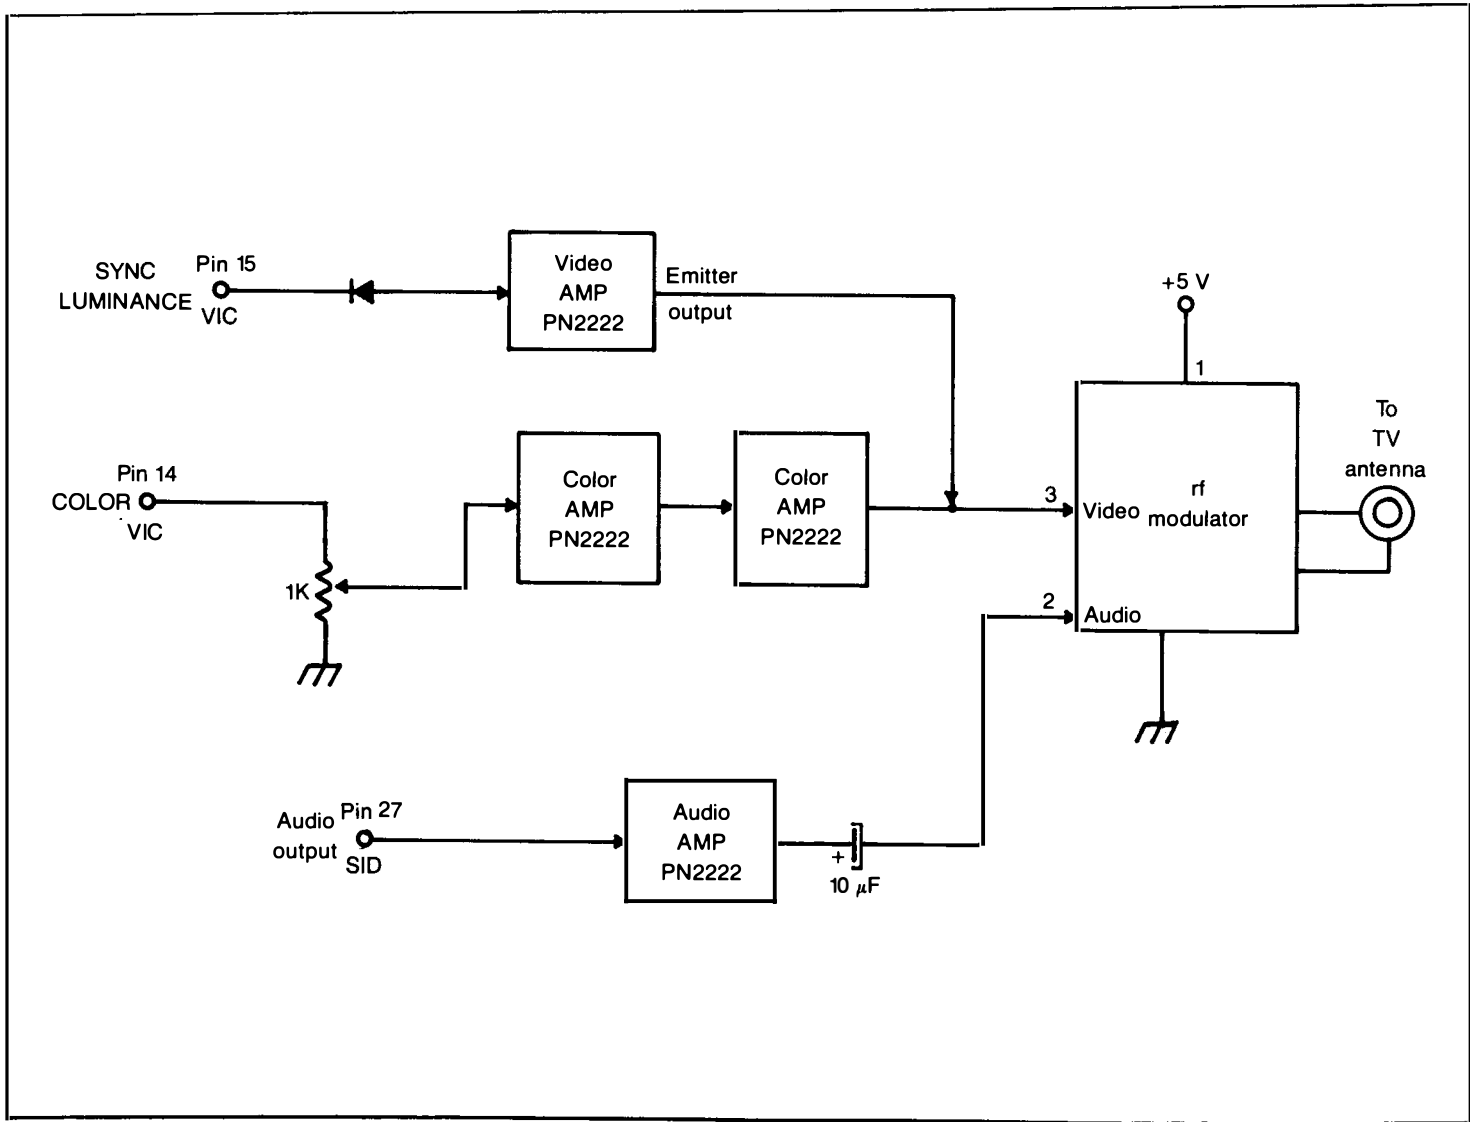 SYNC
LUMINANCE
Pin 15
VIC
Video
AMP
PN2222
Emitter
output
+5 V
1
To
TV
antenna
Pin 14
COLOR
VIC
1K
Color
AMP
PN2222
Color
AMP
PN2222
3
Video
rf
modulator
2
Audio
Audio
output
Pin 27
SID
Audio
AMP
PN2222
+
10 μF